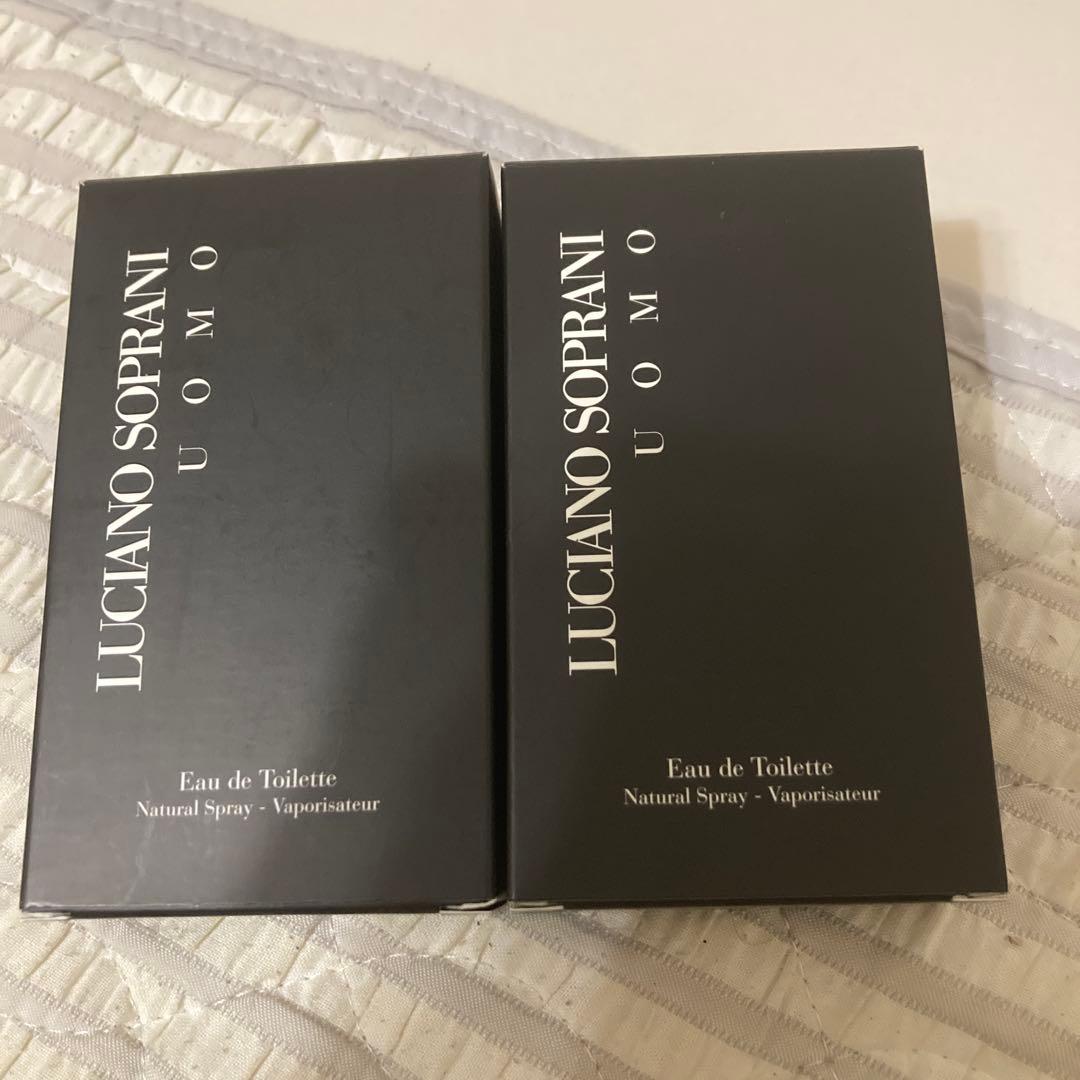 LUCIANO SOPRANI
UOMO
Eau de Toilette
Natural Spray - Vaporisateur
LUCIANO SOPRANI
UOMO
Eau de Toilette
Natural Spray - Vaporisateur